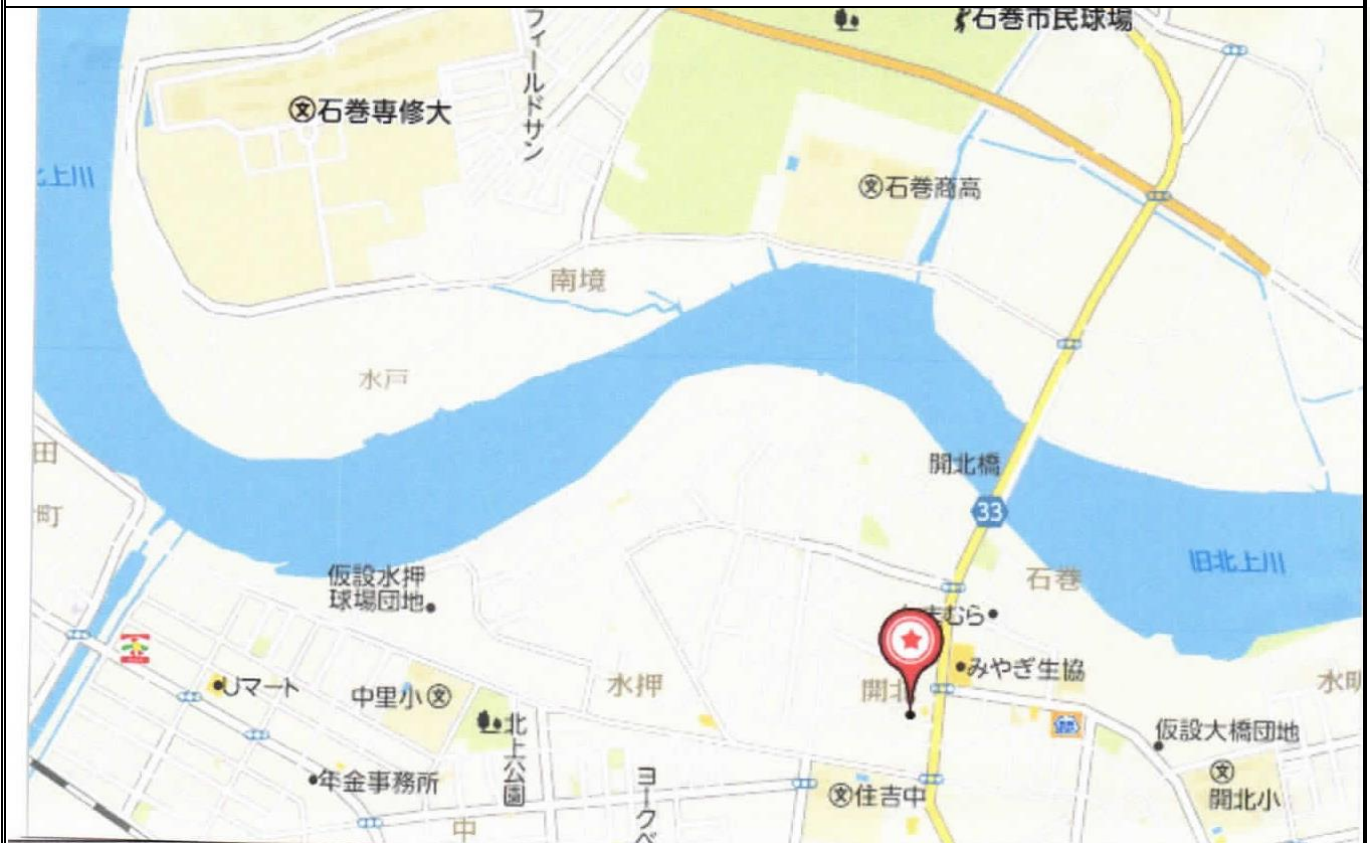 石巻市民球場
フィールドサン
石巻専修大
上川
石巻商高
南境
水戸
田
町
開北橋
33
旧北上川
石巻
仮設水押
球場団地
まむら
みやぎ生協
Uマート
中里小
水押
開北
水町
北上公園
仮設大橋団地
年金事務所
ヨークベ
住吉中
開北小
中